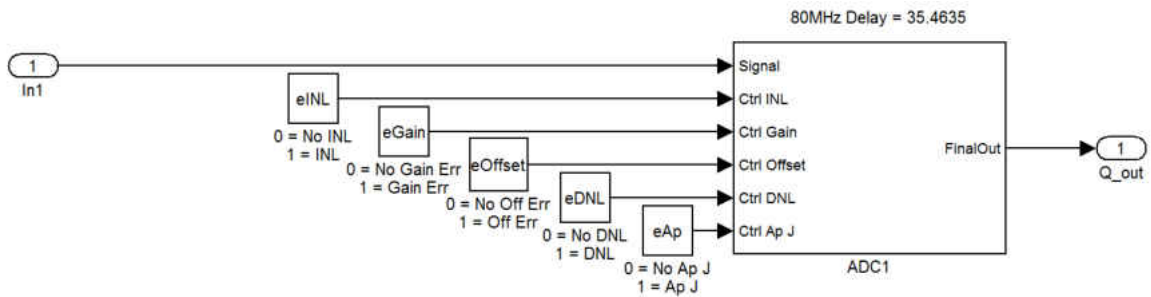 80MHz Delay = 35.4635
1
In1
Signal
eINL
Ctrl INL
0 = No INL
1 = INL
eGain
Ctrl Gain
0 = No Gain Err
1 = Gain Err
eOffset
Ctrl Offset
0 = No Off Err
1 = Off Err
eDNL
Ctrl DNL
0 = No DNL
1 = DNL
eAp
Ctrl Ap J
0 = No Ap J
1 = Ap J
FinalOut
1
Q_out
ADC1